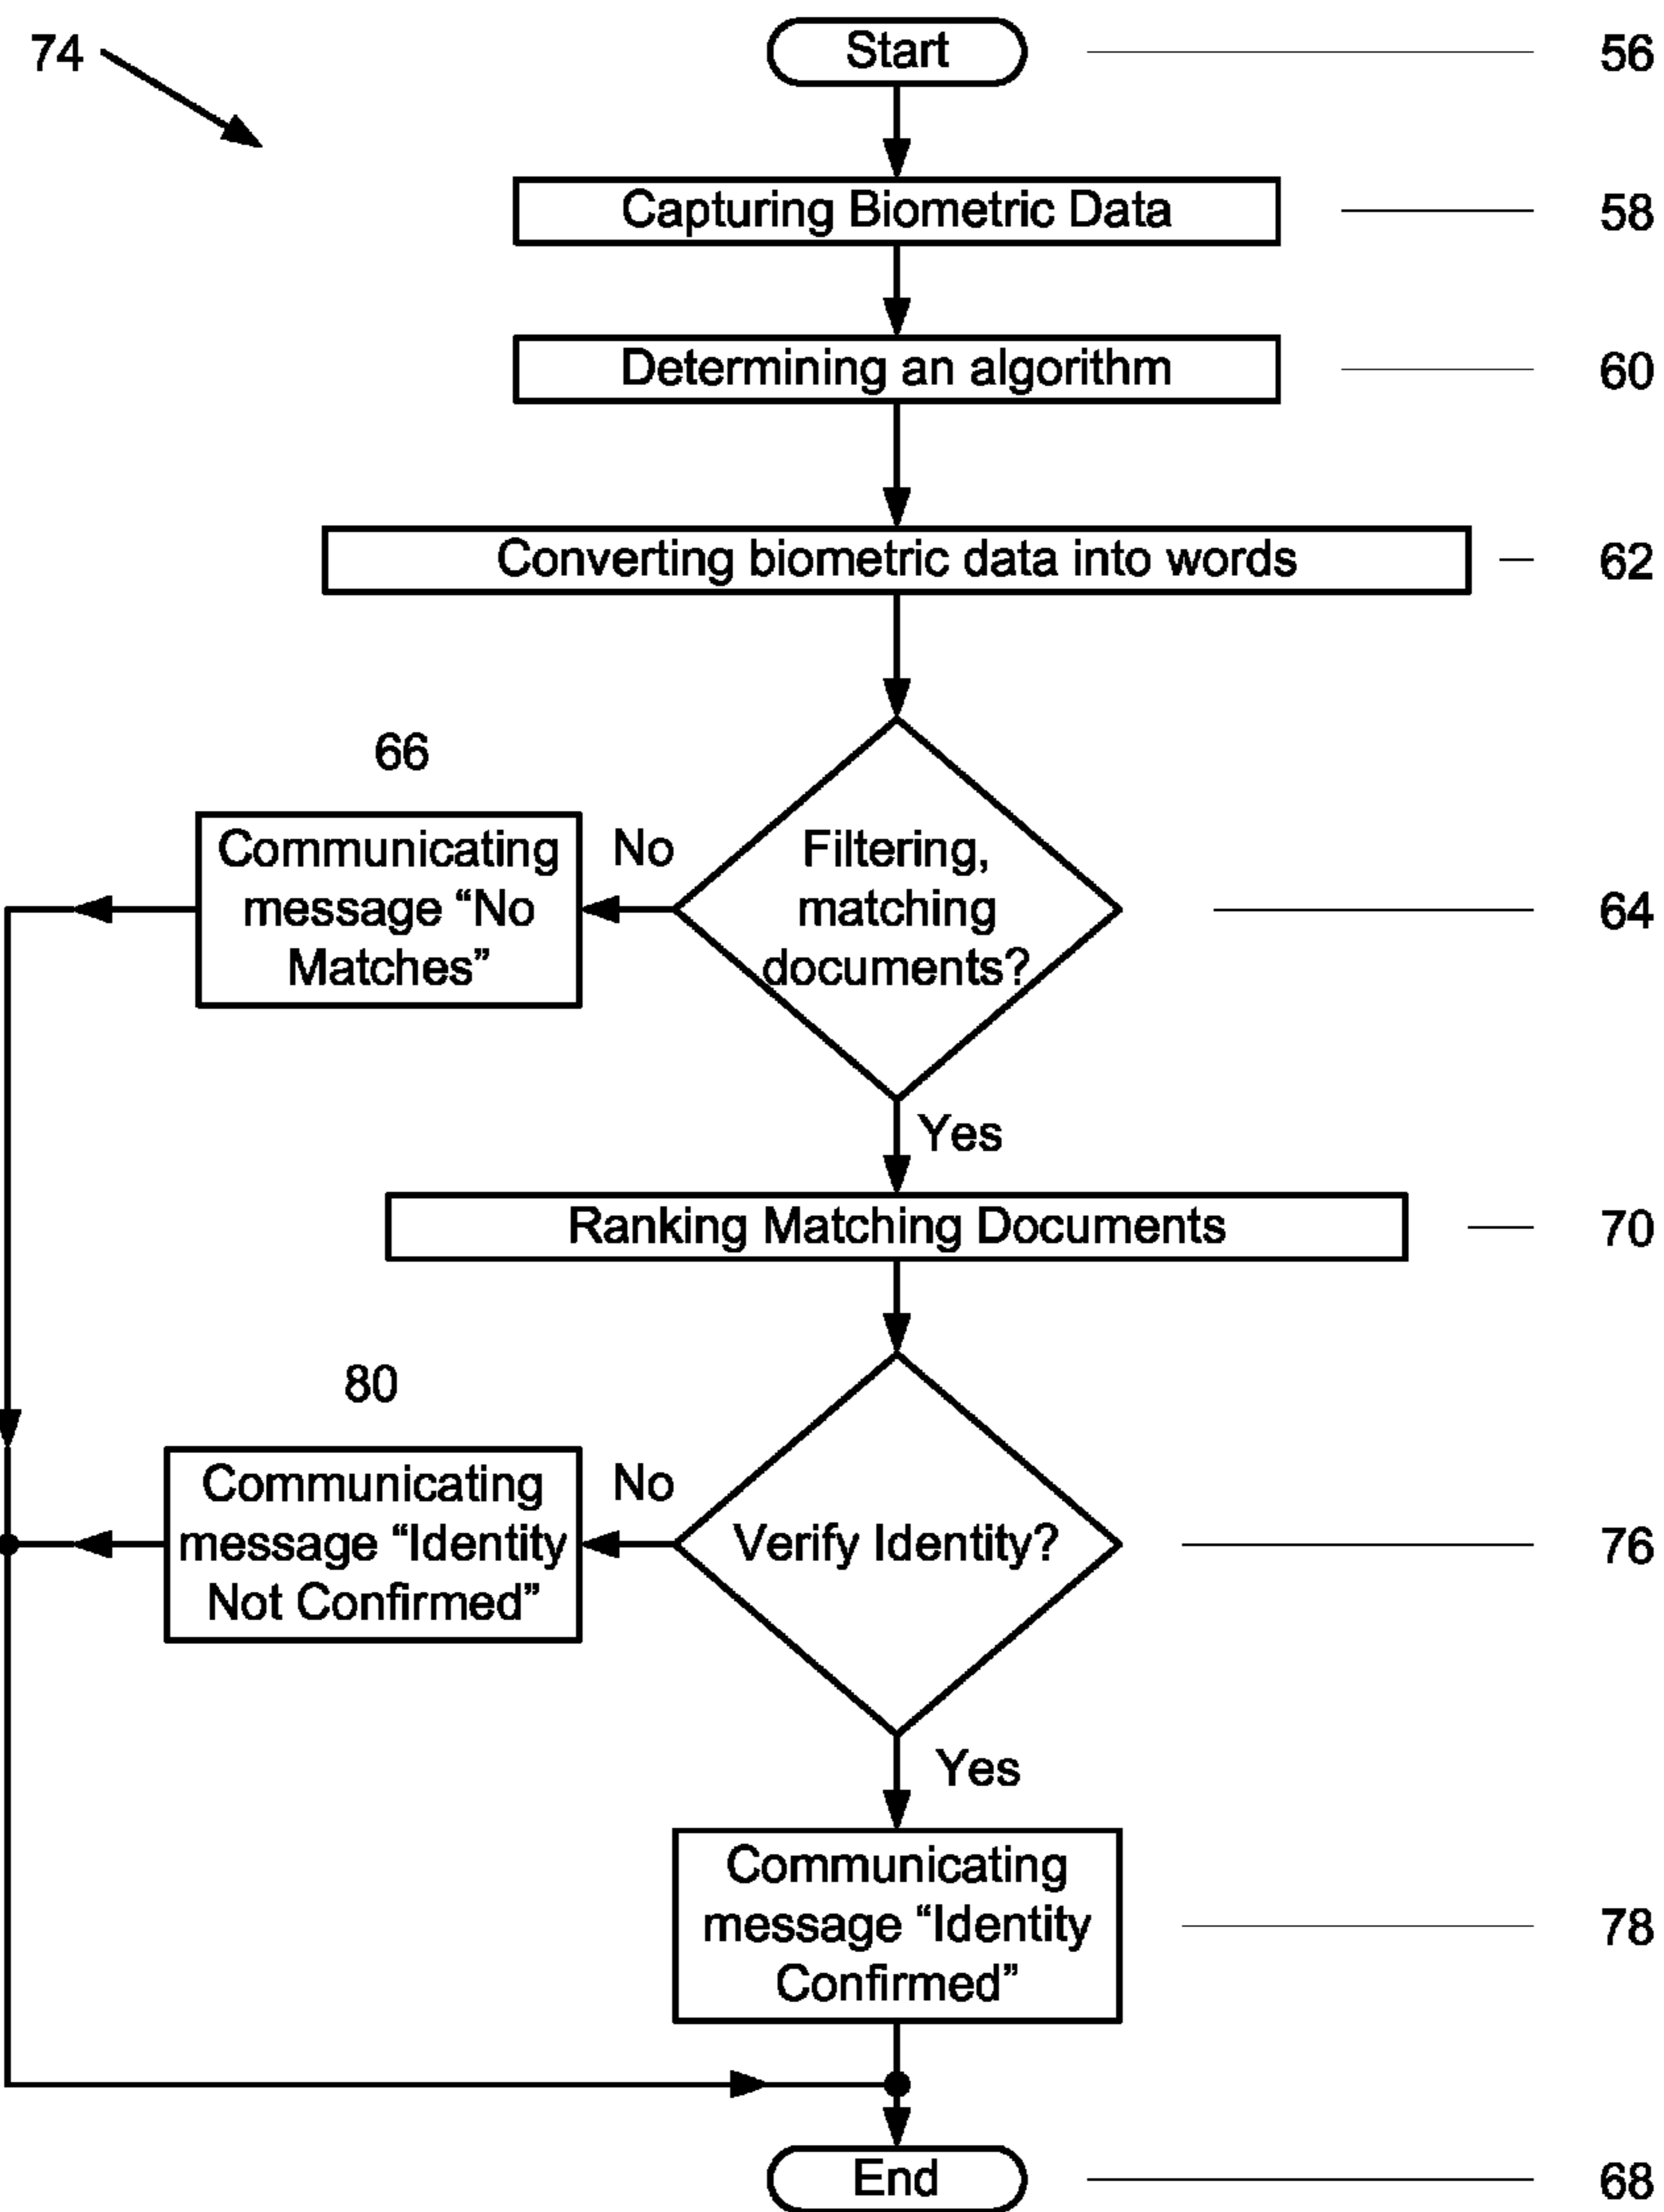 74
Start
56
Capturing Biometric Data
58
Determining an algorithm
60
Converting biometric data into words
62
66
Communicating
message “No
Matches”
No
Filtering,
matching
documents?
64
Yes
Ranking Matching Documents
70
80
Communicating
message “Identity
Not Confirmed”
No
Verify Identity?
76
Yes
Communicating
message “Identity
Confirmed”
78
End
68